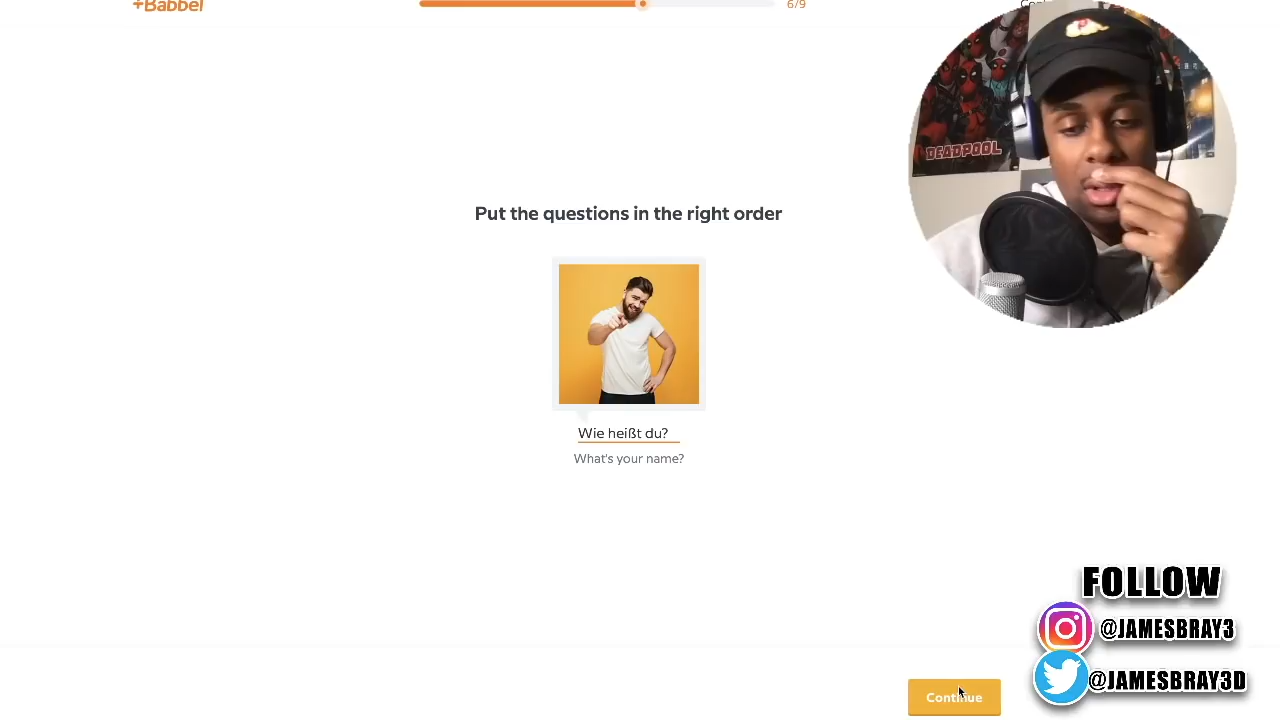 +Babbel
6/9
DEADPOOL
Put the questions in the right order
Wie heißt du?
What's your name?
FOLLOW
@JAMESBRAY3
@JAMESBRAY3D
Continue